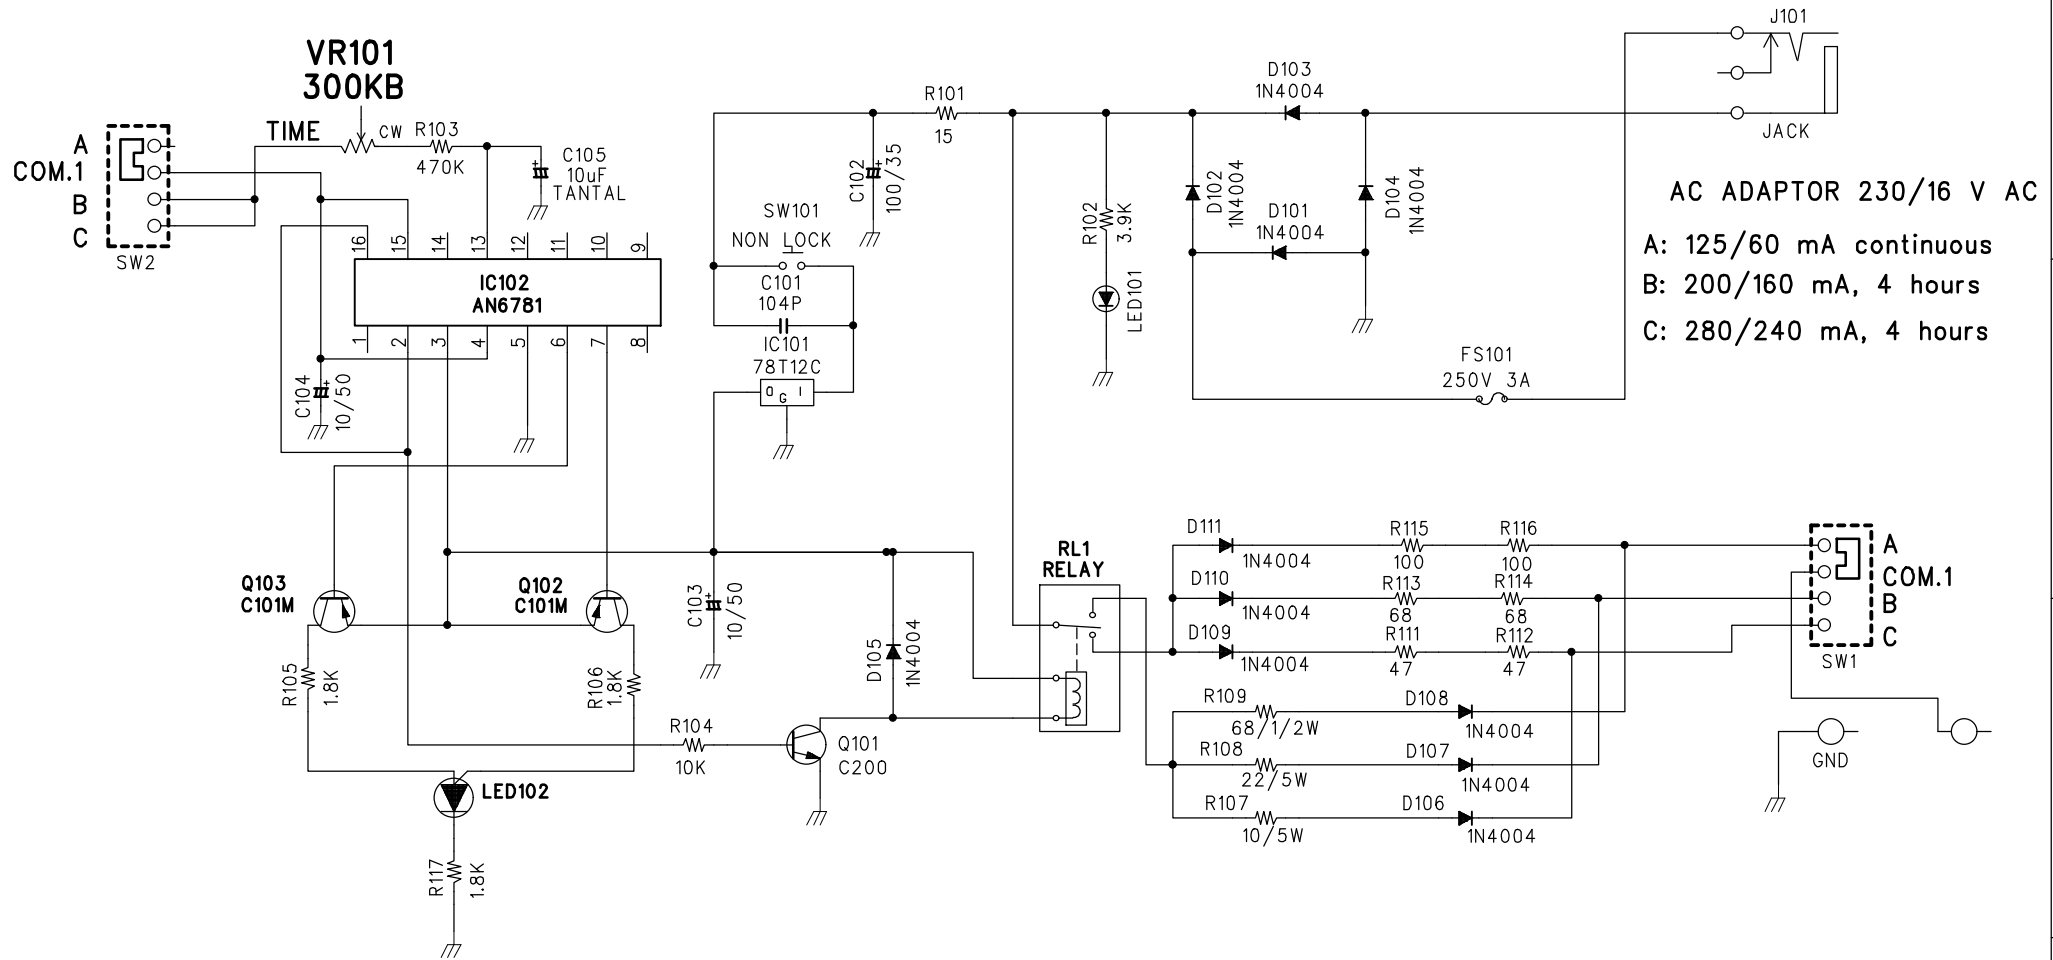 VR101
300KB
TIME
CW
R103
470K
C105
10uF
TANTAL
A
COM.1
B
C
SW2
16
15
14
13
12
11
10
9
IC102
AN6781
1
2
3
4
5
6
7
8
C104
+
10/50
Q103
C101M
Q102
C101M
R105
1.8K
R106
1.8K
LED102
R117
1.8K
R104
10K
Q101
C200
R101
15
C102
+
100/35
SW101
NON LOCK
C101
104P
IC101
78T12C
O G I
C103
+
10/50
D105
1N4004
R102
3.9K
LED101
D103
1N4004
D102
1N4004
D101
1N4004
D104
1N4004
FS101
250V 3A
J101
JACK
AC ADAPTOR 230/16 V AC
A: 125/60 mA continuous
B: 200/160 mA, 4 hours
C: 280/240 mA, 4 hours
RL1
RELAY
D111
1N4004
R115
100
R116
100
D110
1N4004
R113
68
R114
68
D109
1N4004
R111
47
R112
47
R109
68/1/2W
D108
1N4004
R108
22/5W
D107
1N4004
R107
10/5W
D106
1N4004
A
COM.1
B
C
SW1
GND